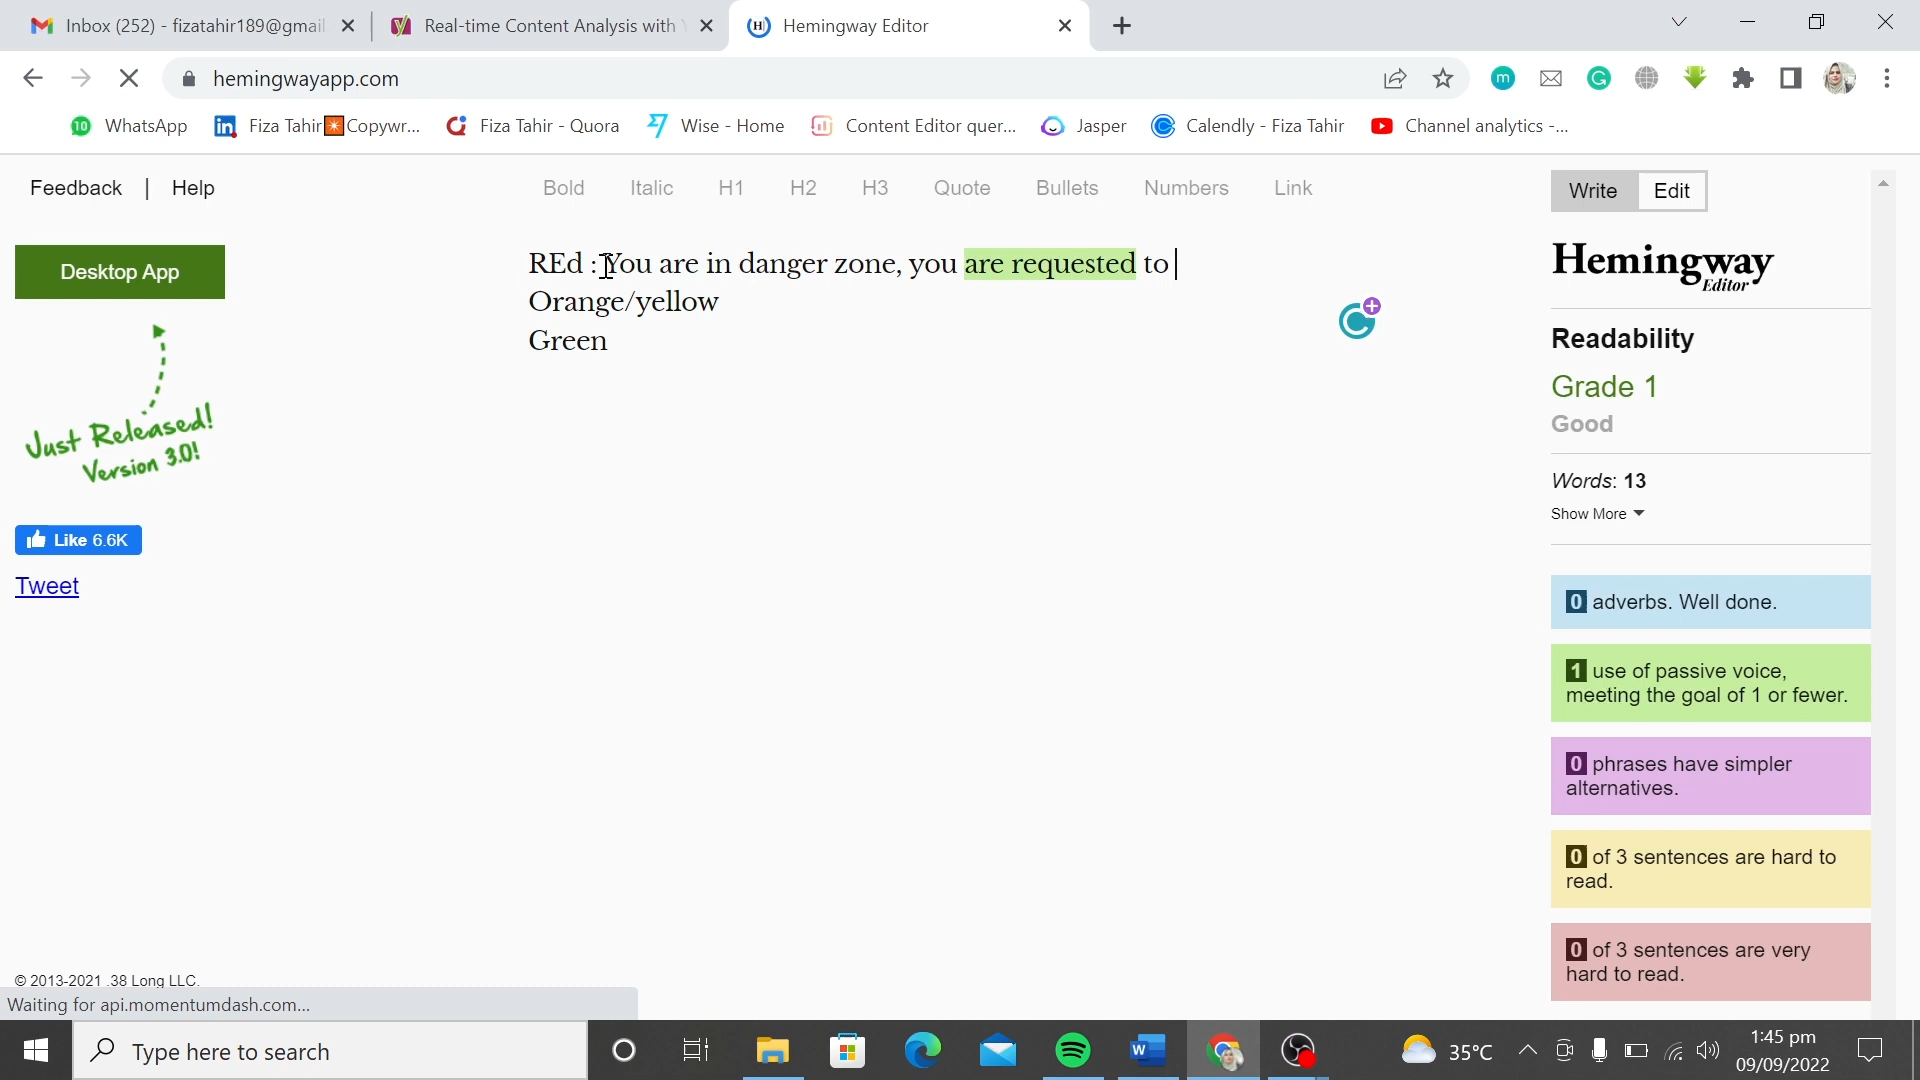 Inbox (252) - fizatahir189@gmail
Real-time Content Analysis with Y
Hemingway Editor
hemingwayapp.com
10 WhatsApp
Fiza Tahir Copywr...
Fiza Tahir - Quora
Wise - Home
Content Editor quer...
Jasper
Calendly - Fiza Tahir
Channel analytics -...
Feedback | Help
Bold Italic H1 H2 H3 Quote Bullets Numbers Link
Write Edit
Desktop App
Just Released!
Version 3.0!
Like 6.6K
Tweet
REd : You are in danger zone, you are requested to
Orange/yellow
Green
Hemingway
Editor
Readability
Grade 1
Good
Words: 13
Show More
0 adverbs. Well done.
1 use of passive voice,
meeting the goal of 1 or fewer.
0 phrases have simpler
alternatives.
0 of 3 sentences are hard to
read.
0 of 3 sentences are very
hard to read.
© 2013-2021 .38 Long LLC.
Waiting for api.momentumdash.com...
Type here to search
35°C
1:45 pm
09/09/2022